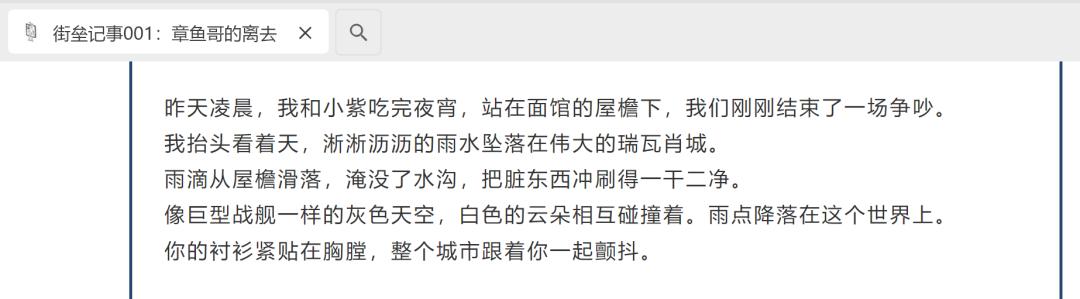 街垒记事001：章鱼哥的离去
昨天凌晨，我和小紫吃完夜宵，站在面馆的屋檐下，我们刚刚结束了一场争吵。
我抬头看着天，淅淅沥沥的雨水坠落在伟大的瑞瓦肖城。
雨滴从屋檐滑落，淹没了水沟，把脏东西冲刷得一干二净。
像巨型战舰一样的灰色天空，白色的云朵相互碰撞着。雨点降落在这个世界上。
你的衬衫紧贴在胸膛，整个城市跟着你一起颤抖。